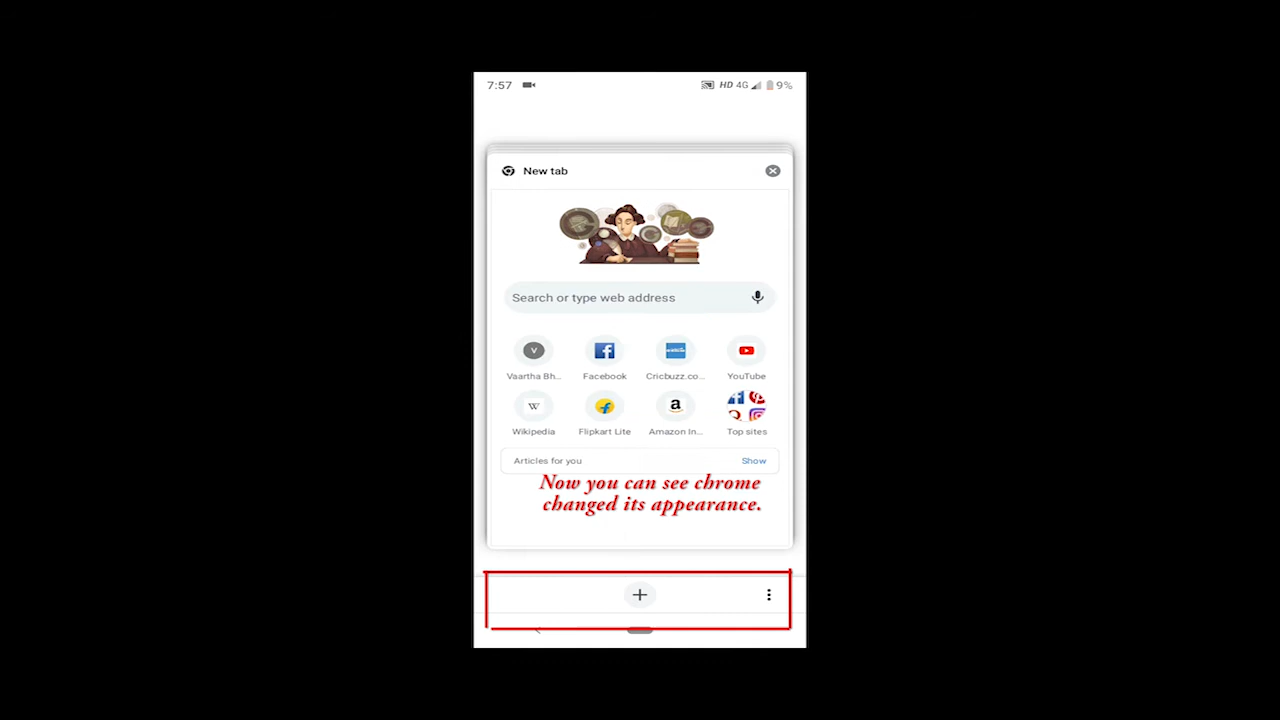 7:57
HD 4G 9%
New tab
Search or type web address
V
Vaartha Bh... Facebook Cricbuzz.co... YouTube
W
a
Wikipedia Flipkart Lite Amazon In... Top sites
Articles for you Show
Now you can see chrome
changed its appearance.